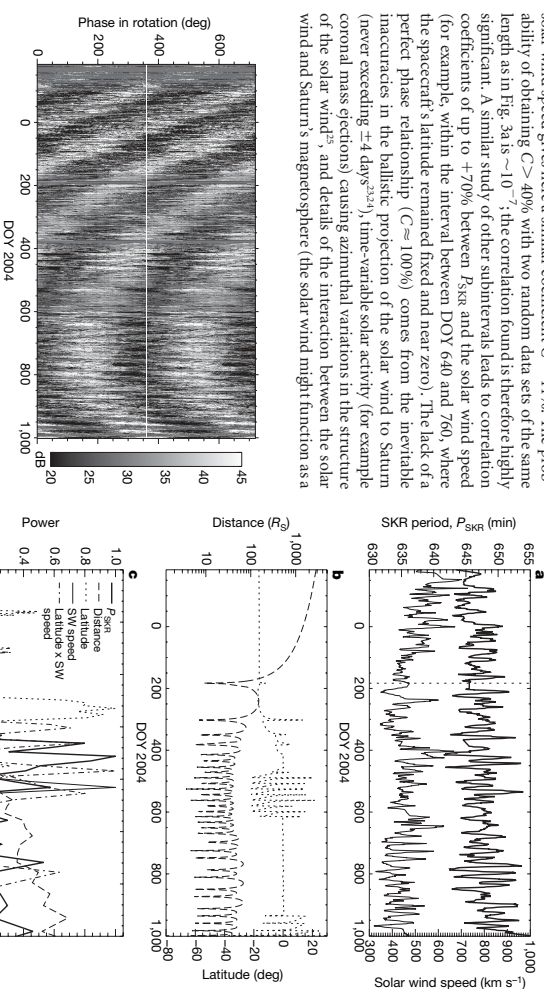 ability of obtaining C > 40% with two random data sets of the same
length as in Fig. 3a is ~10⁻⁷; the correlation found is therefore highly
significant. A similar study of other subintervals leads to correlation
coefficients of up to +70% between P_SKR and the solar wind speed
(for example, within the interval between DOY 640 and 760, where
the spacecraft's latitude remained fixed and near zero). The lack of a
perfect phase relationship (C ≈ 100%) comes from the inevitable
inaccuracies in the ballistic projection of the solar wind to Saturn
(never exceeding ±4 days²³,²⁴), time-variable solar activity (for example
coronal mass ejections) causing azimuthal variations in the structure
of the solar wind²⁵, and details of the interaction between the solar
wind and Saturn's magnetosphere (the solar wind might function as a
Phase in rotation (deg)
600
400
200
0
0 200 400 600 800 1,000
DOY 2004
dB
20 25 30 35 40 45
a
SKR period, P_SKR (min)
655
650
645
640
635
630
1,000
900
800
700
600
500
400
300
Solar wind speed (km s⁻¹)
0 200 400 600 800 1,000
DOY 2004
b
Distance (R_S)
1,000
100
10
20
0
-20
-40
-60
-80
Latitude (deg)
0 200 400 600 800 1,000
DOY 2004
c
Power
1.0
0.8
0.6
0.4
P_SKR
Distance
Latitude
SW speed
Latitude x SW
speed